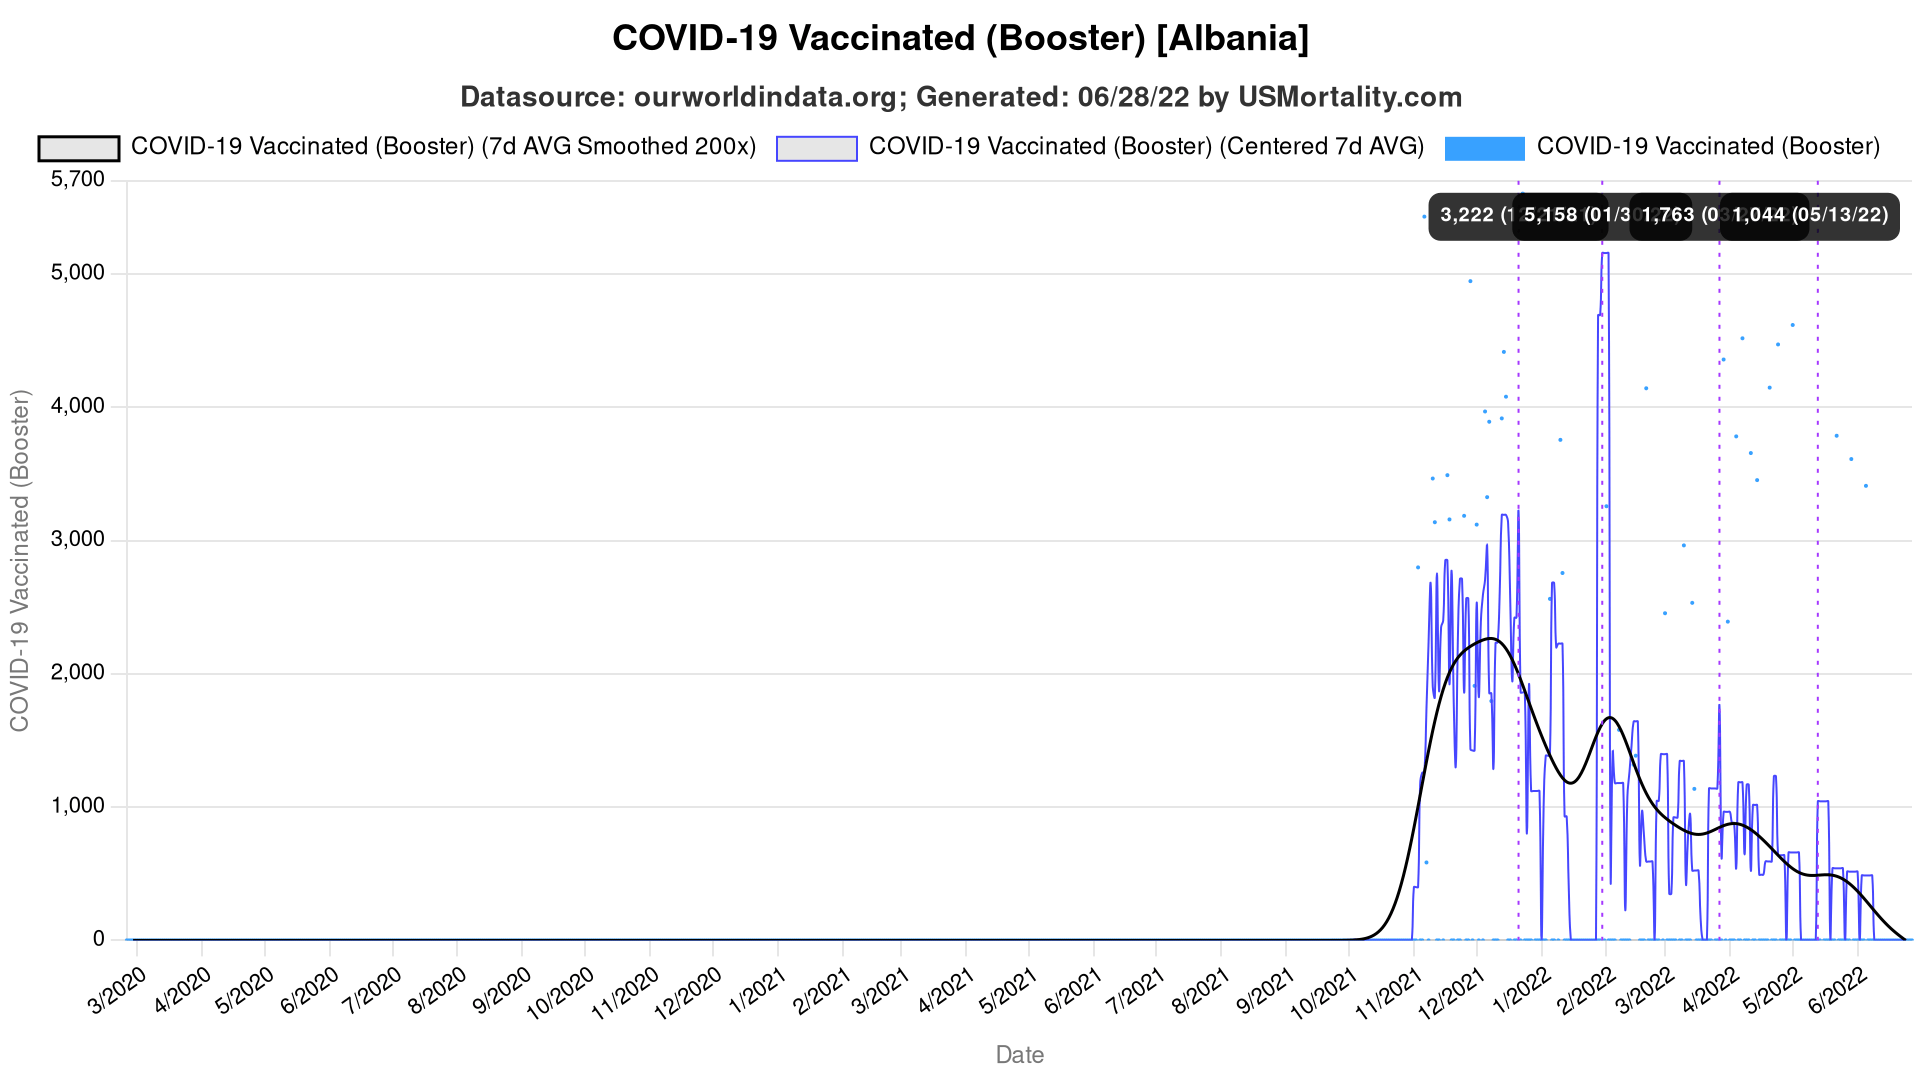 COVID-19 Vaccinated (Booster) [Albania]
Datasource: ourworldindata.org; Generated: 06/28/22 by USMortality.com
COVID-19 Vaccinated (Booster) (7d AVG Smoothed 200x) COVID-19 Vaccinated (Booster) (Centered 7d AVG) COVID-19 Vaccinated (Booster)
5,700
3,222 (1 5,158 (01/3 1,763 (0 1,044 (05/13/22)
5,000
4,000
3,000
2,000
1,000
0
COVID-19 Vaccinated (Booster)
3/2020 4/2020 5/2020 6/2020 7/2020 8/2020 9/2020 10/2020 11/2020 12/2020 1/2021 2/2021 3/2021 4/2021 5/2021 6/2021 7/2021 8/2021 9/2021 10/2021 11/2021 12/2021 1/2022 2/2022 3/2022 4/2022 5/2022 6/2022
Date